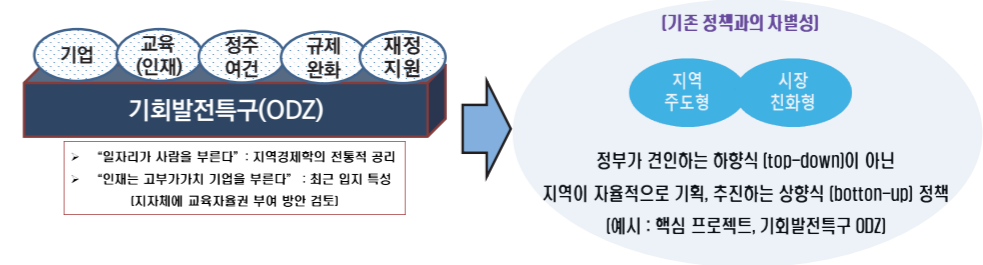 기업
교육
(인재)
정주
여건
규제
완화
재정
지원
기회발전특구(ODZ)
➢ “일자리가 사람을 부른다” : 지역경제학의 전통적 공리
➢ “인재는 고부가가치 기업을 부른다” : 최근 입지 특성
(지자체에 교육자율권 부여 방안 검토)
(기존 정책과의 차별성)
지역
주도형
시장
친화형
정부가 견인하는 하향식 (top-down)이 아닌
지역이 자율적으로 기획, 추진하는 상향식 (botton-up) 정책
(예시 : 핵심 프로젝트, 기회발전특구 ODZ)